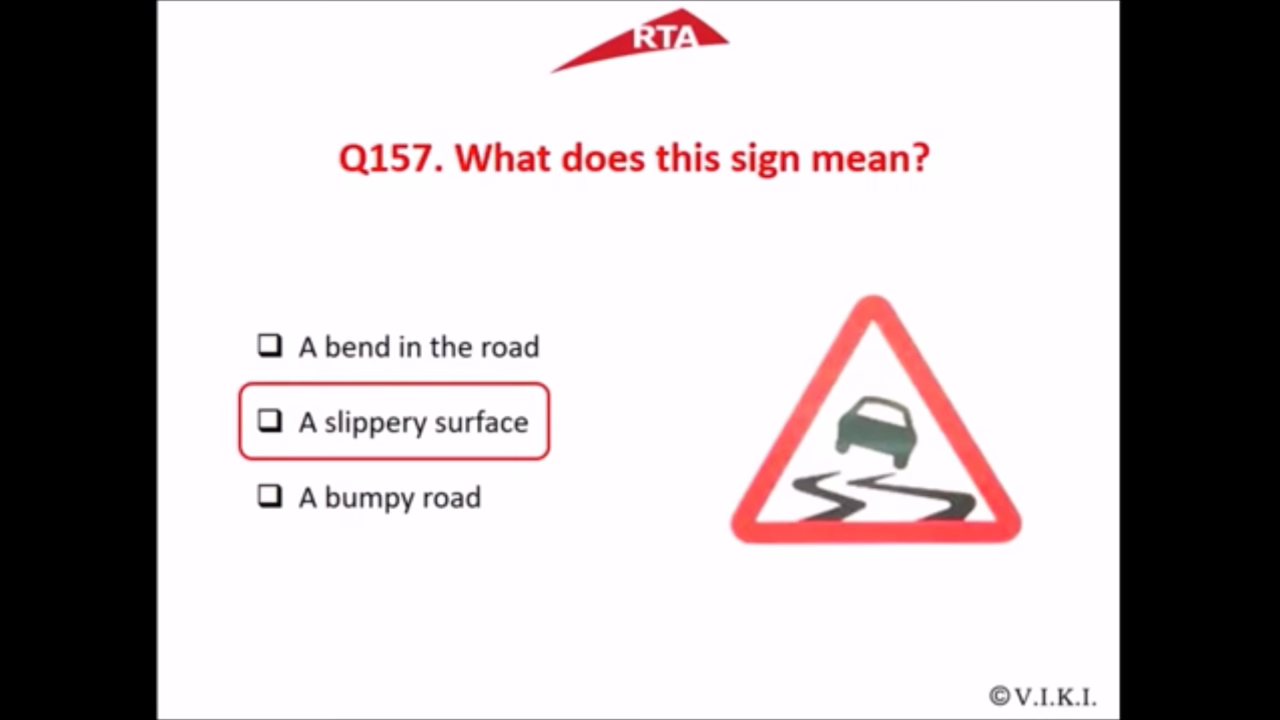 RTA
Q157. What does this sign mean?
A bend in the road
A slippery surface
A bumpy road
©V.I.K.I.